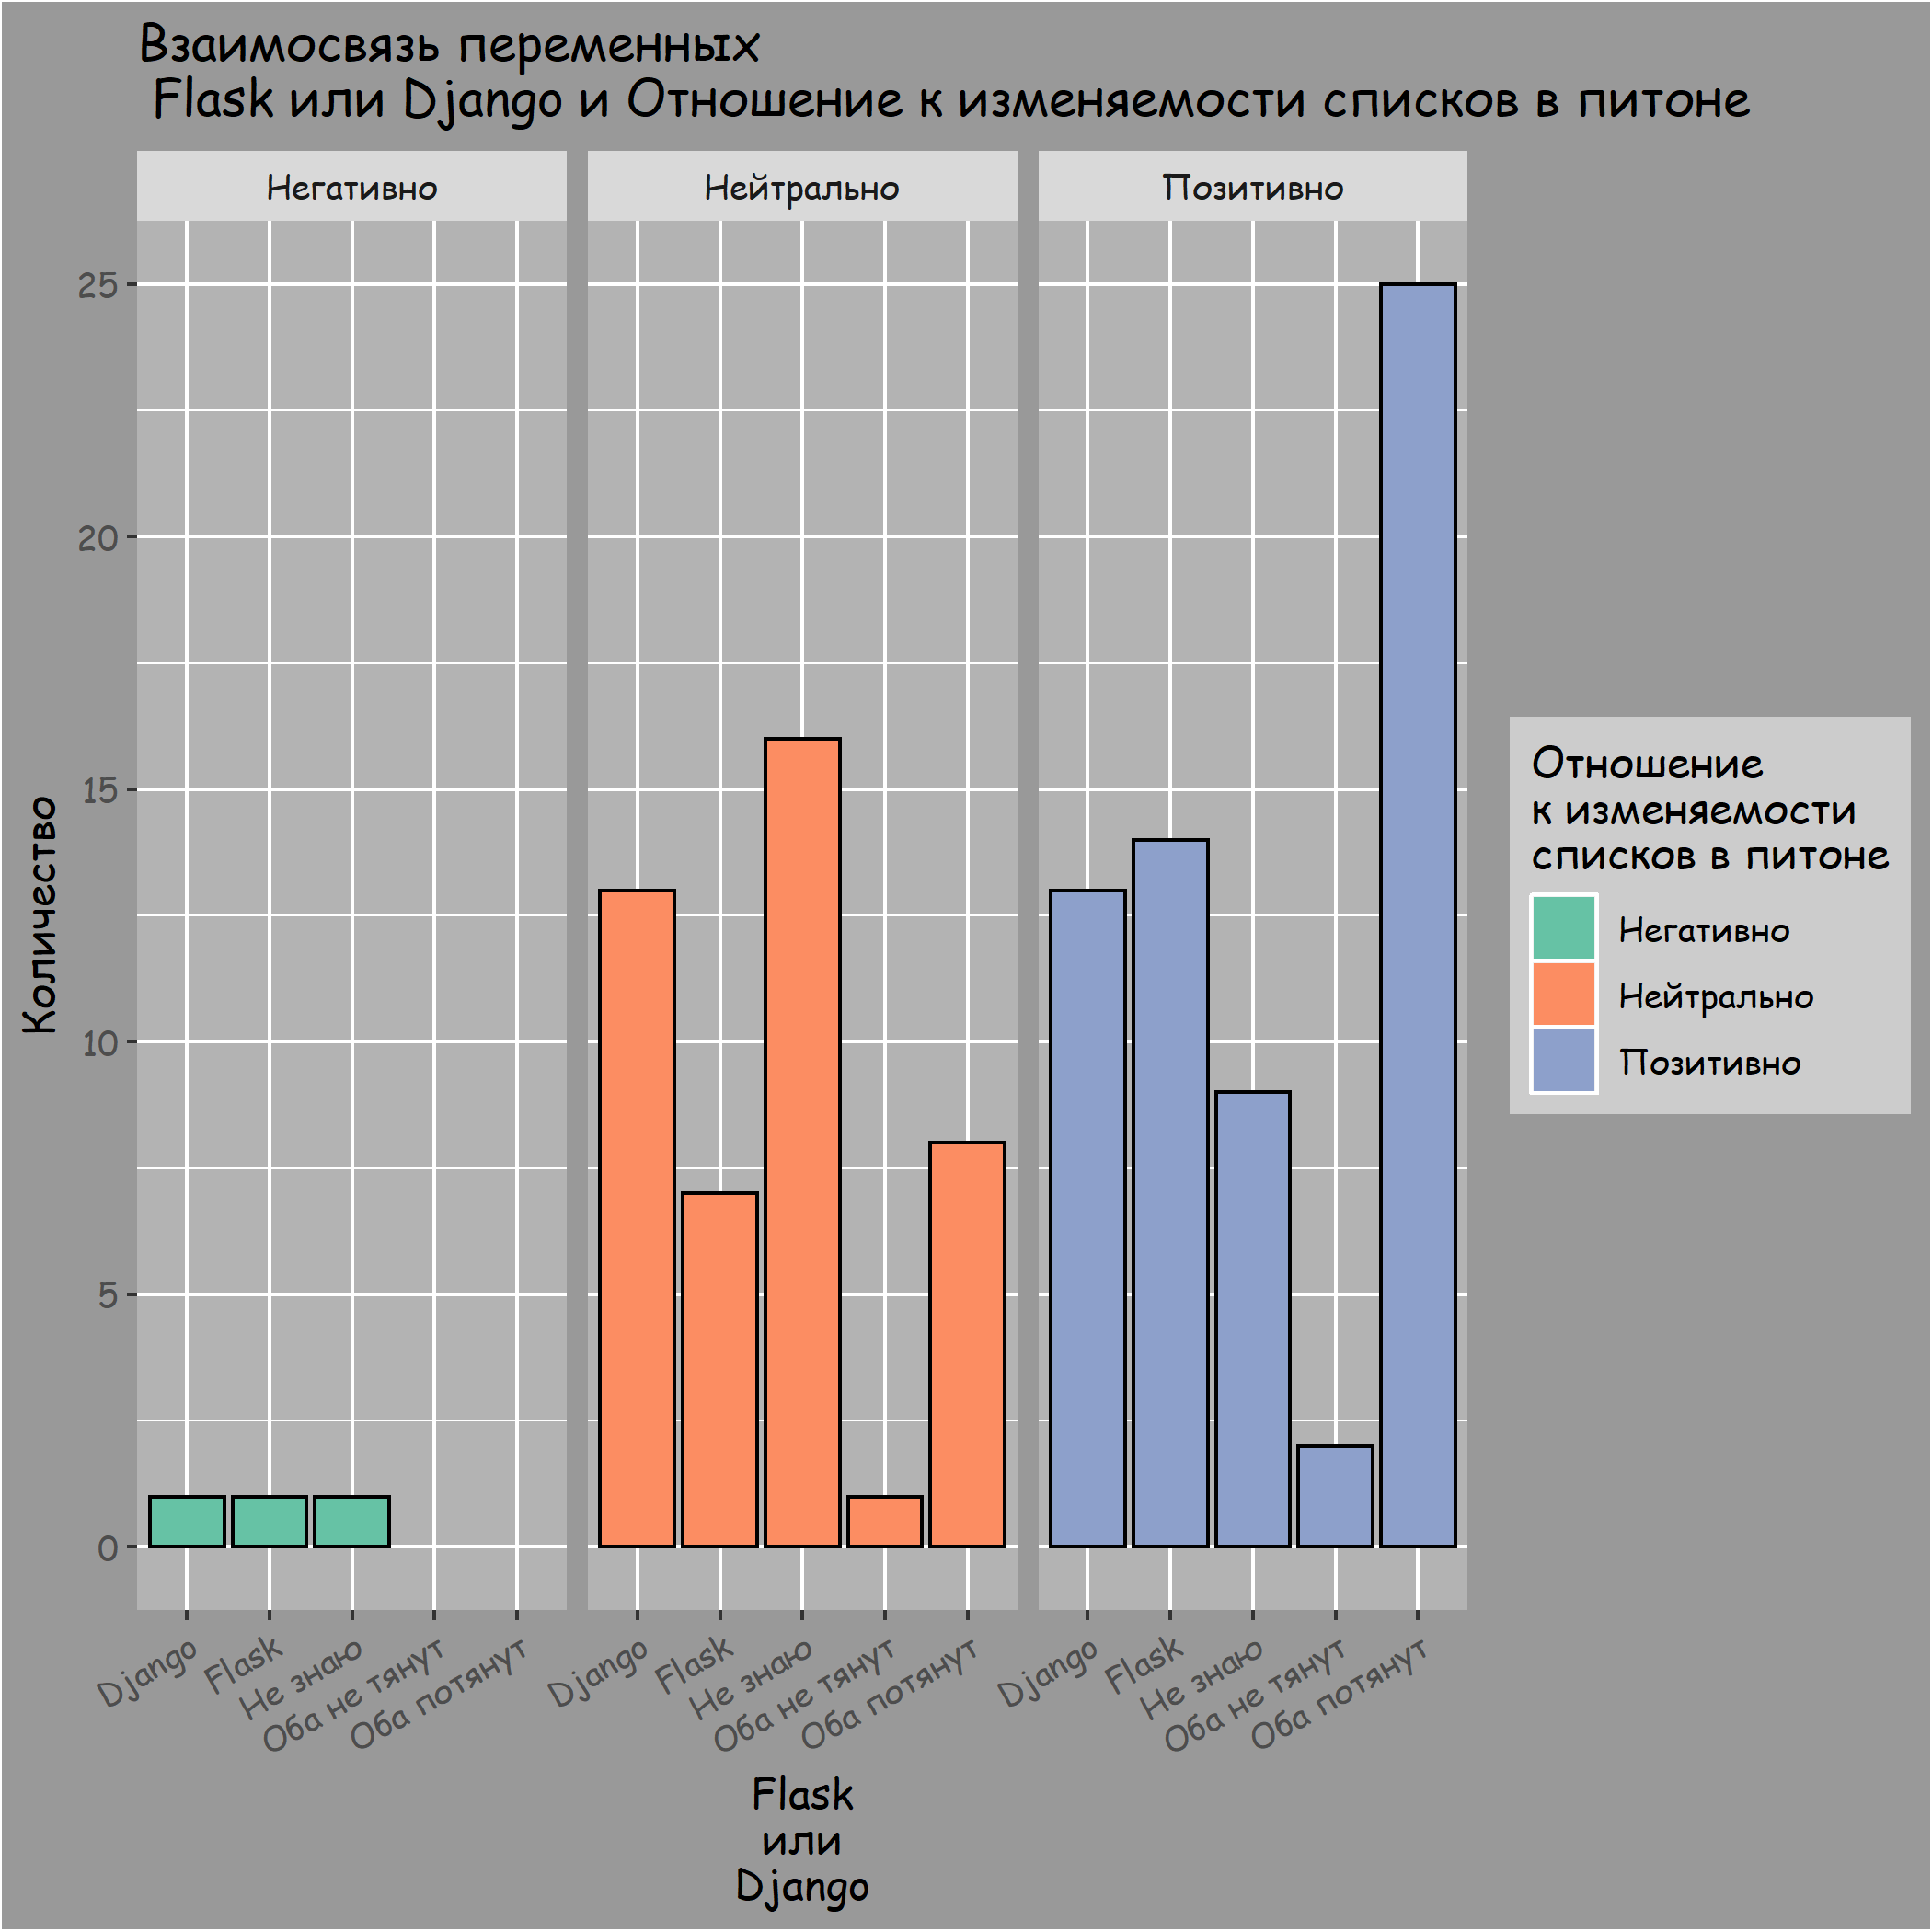 Взаимосвязь переменных
Flask или Django и Отношение к изменяемости списков в питоне
Негативно
Нейтрально
Позитивно
Количество
25
20
15
10
5
0
Django
Flask
Не знаю
Оба не тянут
Оба потянут
Django
Flask
Не знаю
Оба не тянут
Оба потянут
Django
Flask
Не знаю
Оба не тянут
Оба потянут
Flask
или
Django
Отношение
к изменяемости
списков в питоне
Негативно
Нейтрально
Позитивно